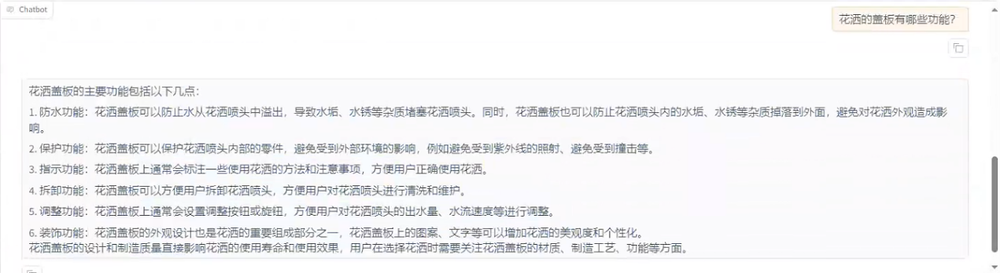 Chatbot
花洒的盖板有哪些功能？
花洒盖板的主要功能包括以下几点：
1. 防水功能：花洒盖板可以防止水从花洒喷头中溢出，导致水垢、水锈等杂质堵塞花洒喷头。同时，花洒盖板也可以防止花洒喷头内的水垢、水锈等杂质掉落到外面，避免对花洒外观造成影
响。
2. 保护功能：花洒盖板可以保护花洒喷头内部的零件，避免受到外部环境的影响，例如避免受到紫外线的照射、避免受到撞击等。
3. 指示功能：花洒盖板上通常会标注一些使用花洒的方法和注意事项，方便用户正确使用花洒。
4. 拆卸功能：花洒盖板可以方便用户拆卸花洒喷头，方便用户对花洒喷头进行清洗和维护。
5. 调整功能：花洒盖板上通常会设置调整按钮或旋钮，方便用户对花洒喷头的出水量、水流速度等进行调整。
6. 装饰功能：花洒盖板的外观设计也是花洒的重要组成部分之一，花洒盖板上的图案、文字等可以增加花洒的美观度和个性化。
花洒盖板的设计和制造质量直接影响花洒的使用寿命和使用效果，用户在选择花洒时需要关注花洒盖板的材质、制造工艺、功能等方面。